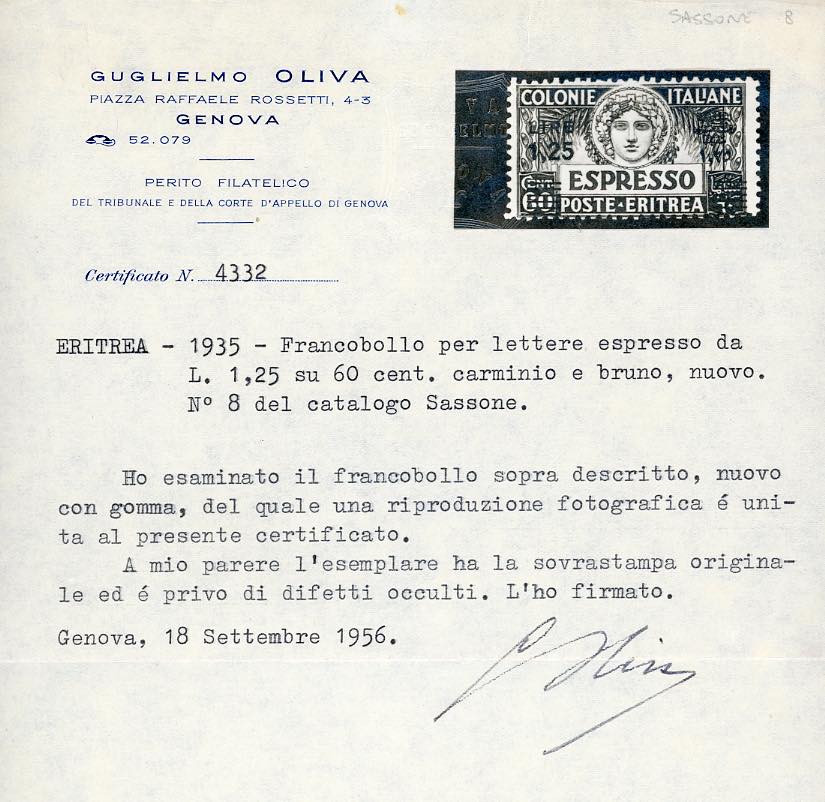 SASSONE 8
GUGLIELMO OLIVA
PIAZZA RAFFAELE ROSSETTI, 4-3
GENOVA
52.079
PERITO FILATELICO
DEL TRIBUNALE E DELLA CORTE D'APPELLO DI GENOVA
COLONIE ITALIANE
LIRE
1,25
ESPRESSO
60
POSTE·ERITREA
Certificato N. 4332
ERITREA - 1935 - Francobollo per lettere espresso da
L. 1,25 su 60 cent. carminio e bruno, nuovo.
Nº 8 del catalogo Sassone.
Ho esaminato il francobollo sopra descritto, nuovo
con gomma, del quale una riproduzione fotografica é uni-
ta al presente certificato.
A mio parere l'esemplare ha la sovrastampa origina-
le ed é privo di difetti occulti. L'ho firmato.
Genova, 18 Settembre 1956.